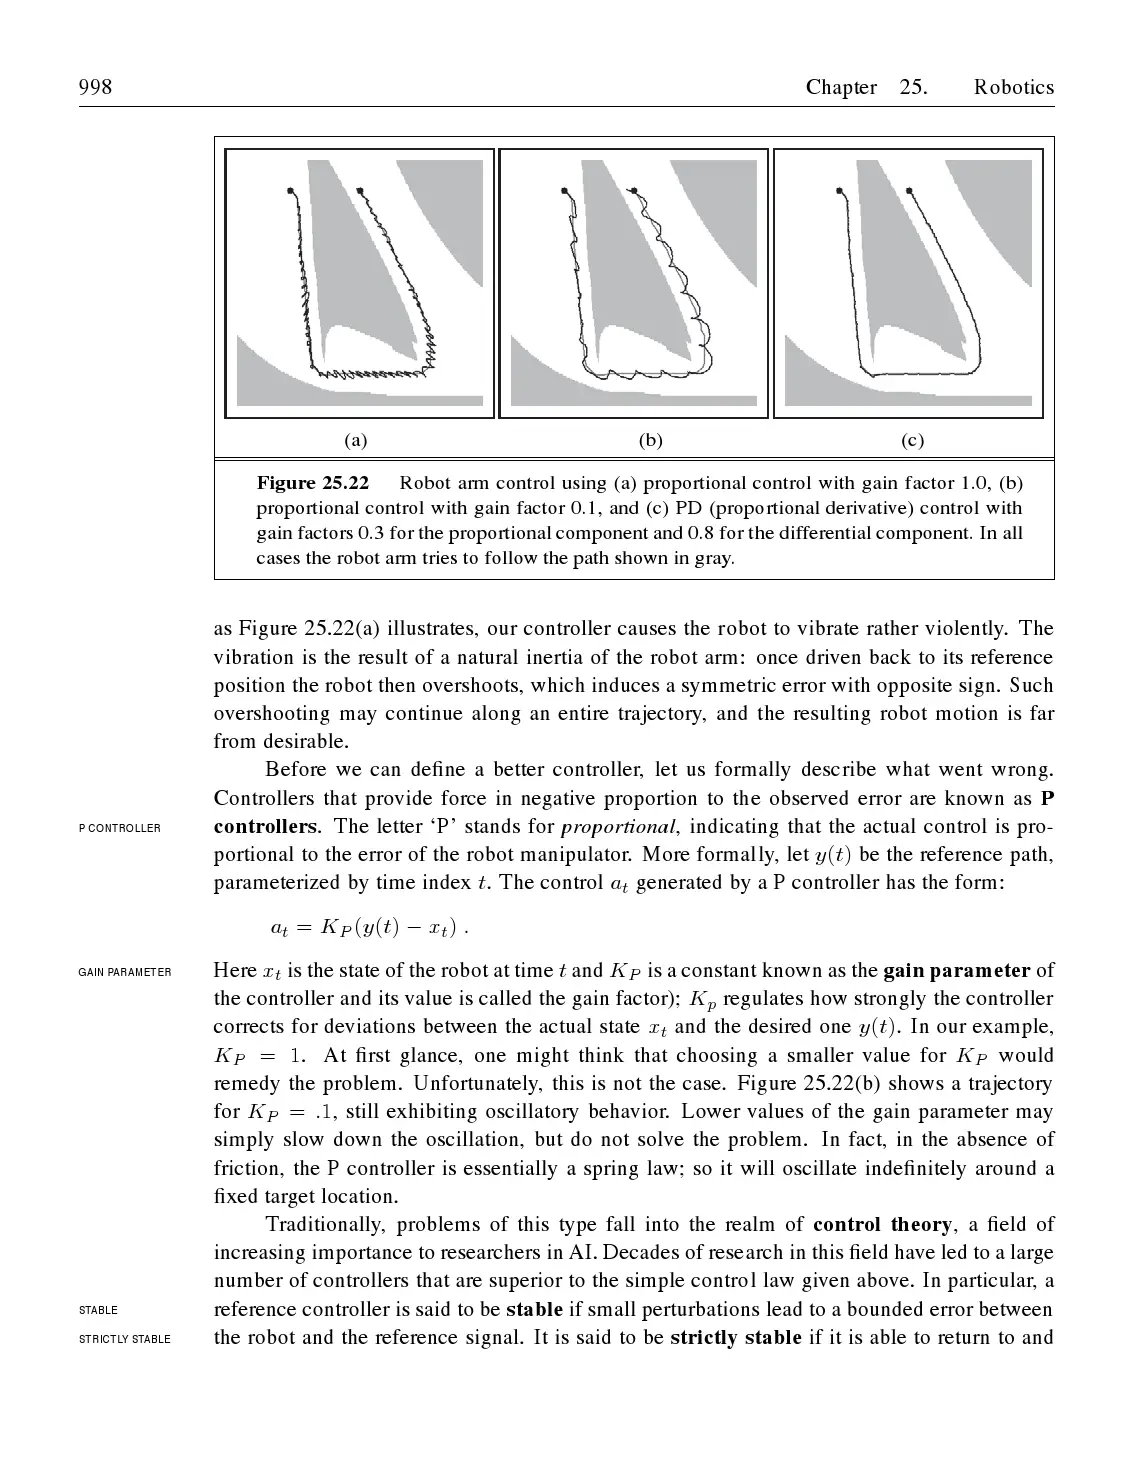 998 Chapter 25. Robotics
(a) (b) (c)
Figure 25.22 Robot arm control using (a) proportional control with gain factor 1.0, (b)
proportional control with gain factor 0.1, and (c) PD (proportional derivative) control with
gain factors 0.3 for the proportional component and 0.8 for the differential component. In all
cases the robot arm tries to follow the path shown in gray.
as Figure 25.22(a) illustrates, our controller causes the robot to vibrate rather violently. The
vibration is the result of a natural inertia of the robot arm: once driven back to its reference
position the robot then overshoots, which induces a symmetric error with opposite sign. Such
overshooting may continue along an entire trajectory, and the resulting robot motion is far
from desirable.
Before we can define a better controller, let us formally describe what went wrong.
Controllers that provide force in negative proportion to the observed error are known as P
P CONTROLLER controllers. The letter ‘P’ stands for proportional, indicating that the actual control is pro-
portional to the error of the robot manipulator. More formally, let y(t) be the reference path,
parameterized by time index t. The control a_t generated by a P controller has the form:
a_t = K_P(y(t) − x_t) .
GAIN PARAMETER Here x_t is the state of the robot at time t and K_P is a constant known as the gain parameter of
the controller and its value is called the gain factor); K_p regulates how strongly the controller
corrects for deviations between the actual state x_t and the desired one y(t). In our example,
K_P = 1. At first glance, one might think that choosing a smaller value for K_P would
remedy the problem. Unfortunately, this is not the case. Figure 25.22(b) shows a trajectory
for K_P = .1, still exhibiting oscillatory behavior. Lower values of the gain parameter may
simply slow down the oscillation, but do not solve the problem. In fact, in the absence of
friction, the P controller is essentially a spring law; so it will oscillate indefinitely around a
fixed target location.
Traditionally, problems of this type fall into the realm of control theory, a field of
increasing importance to researchers in AI. Decades of research in this field have led to a large
number of controllers that are superior to the simple control law given above. In particular, a
STABLE reference controller is said to be stable if small perturbations lead to a bounded error between
STRICTLY STABLE the robot and the reference signal. It is said to be strictly stable if it is able to return to and